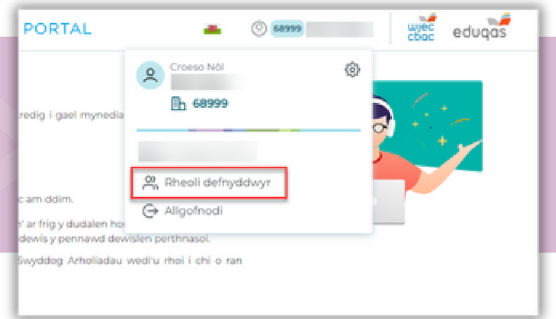 PORTAL
68999
wjec
cbac
eduqas
Croeso Nôl
68999
redig i gael mynedia
Rheoli defnyddwyr
Allgofnodi
c am ddim.
n' ar frig y dudalen ho
dewis y pennawd dewislen perthnasol.
Swyddog Arholiadau wedi'u rhoi i chi o ran